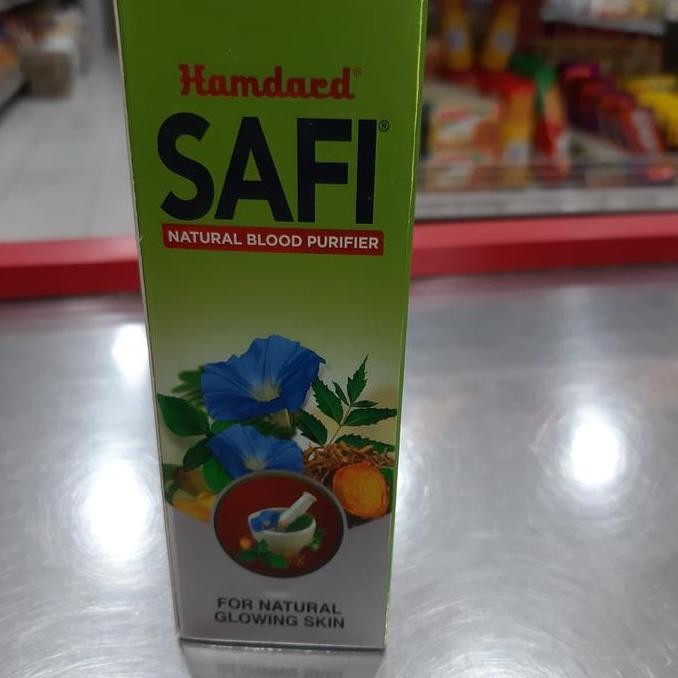 Hamdard®
SAFI®
NATURAL BLOOD PURIFIER
FOR NATURAL
GLOWING SKIN